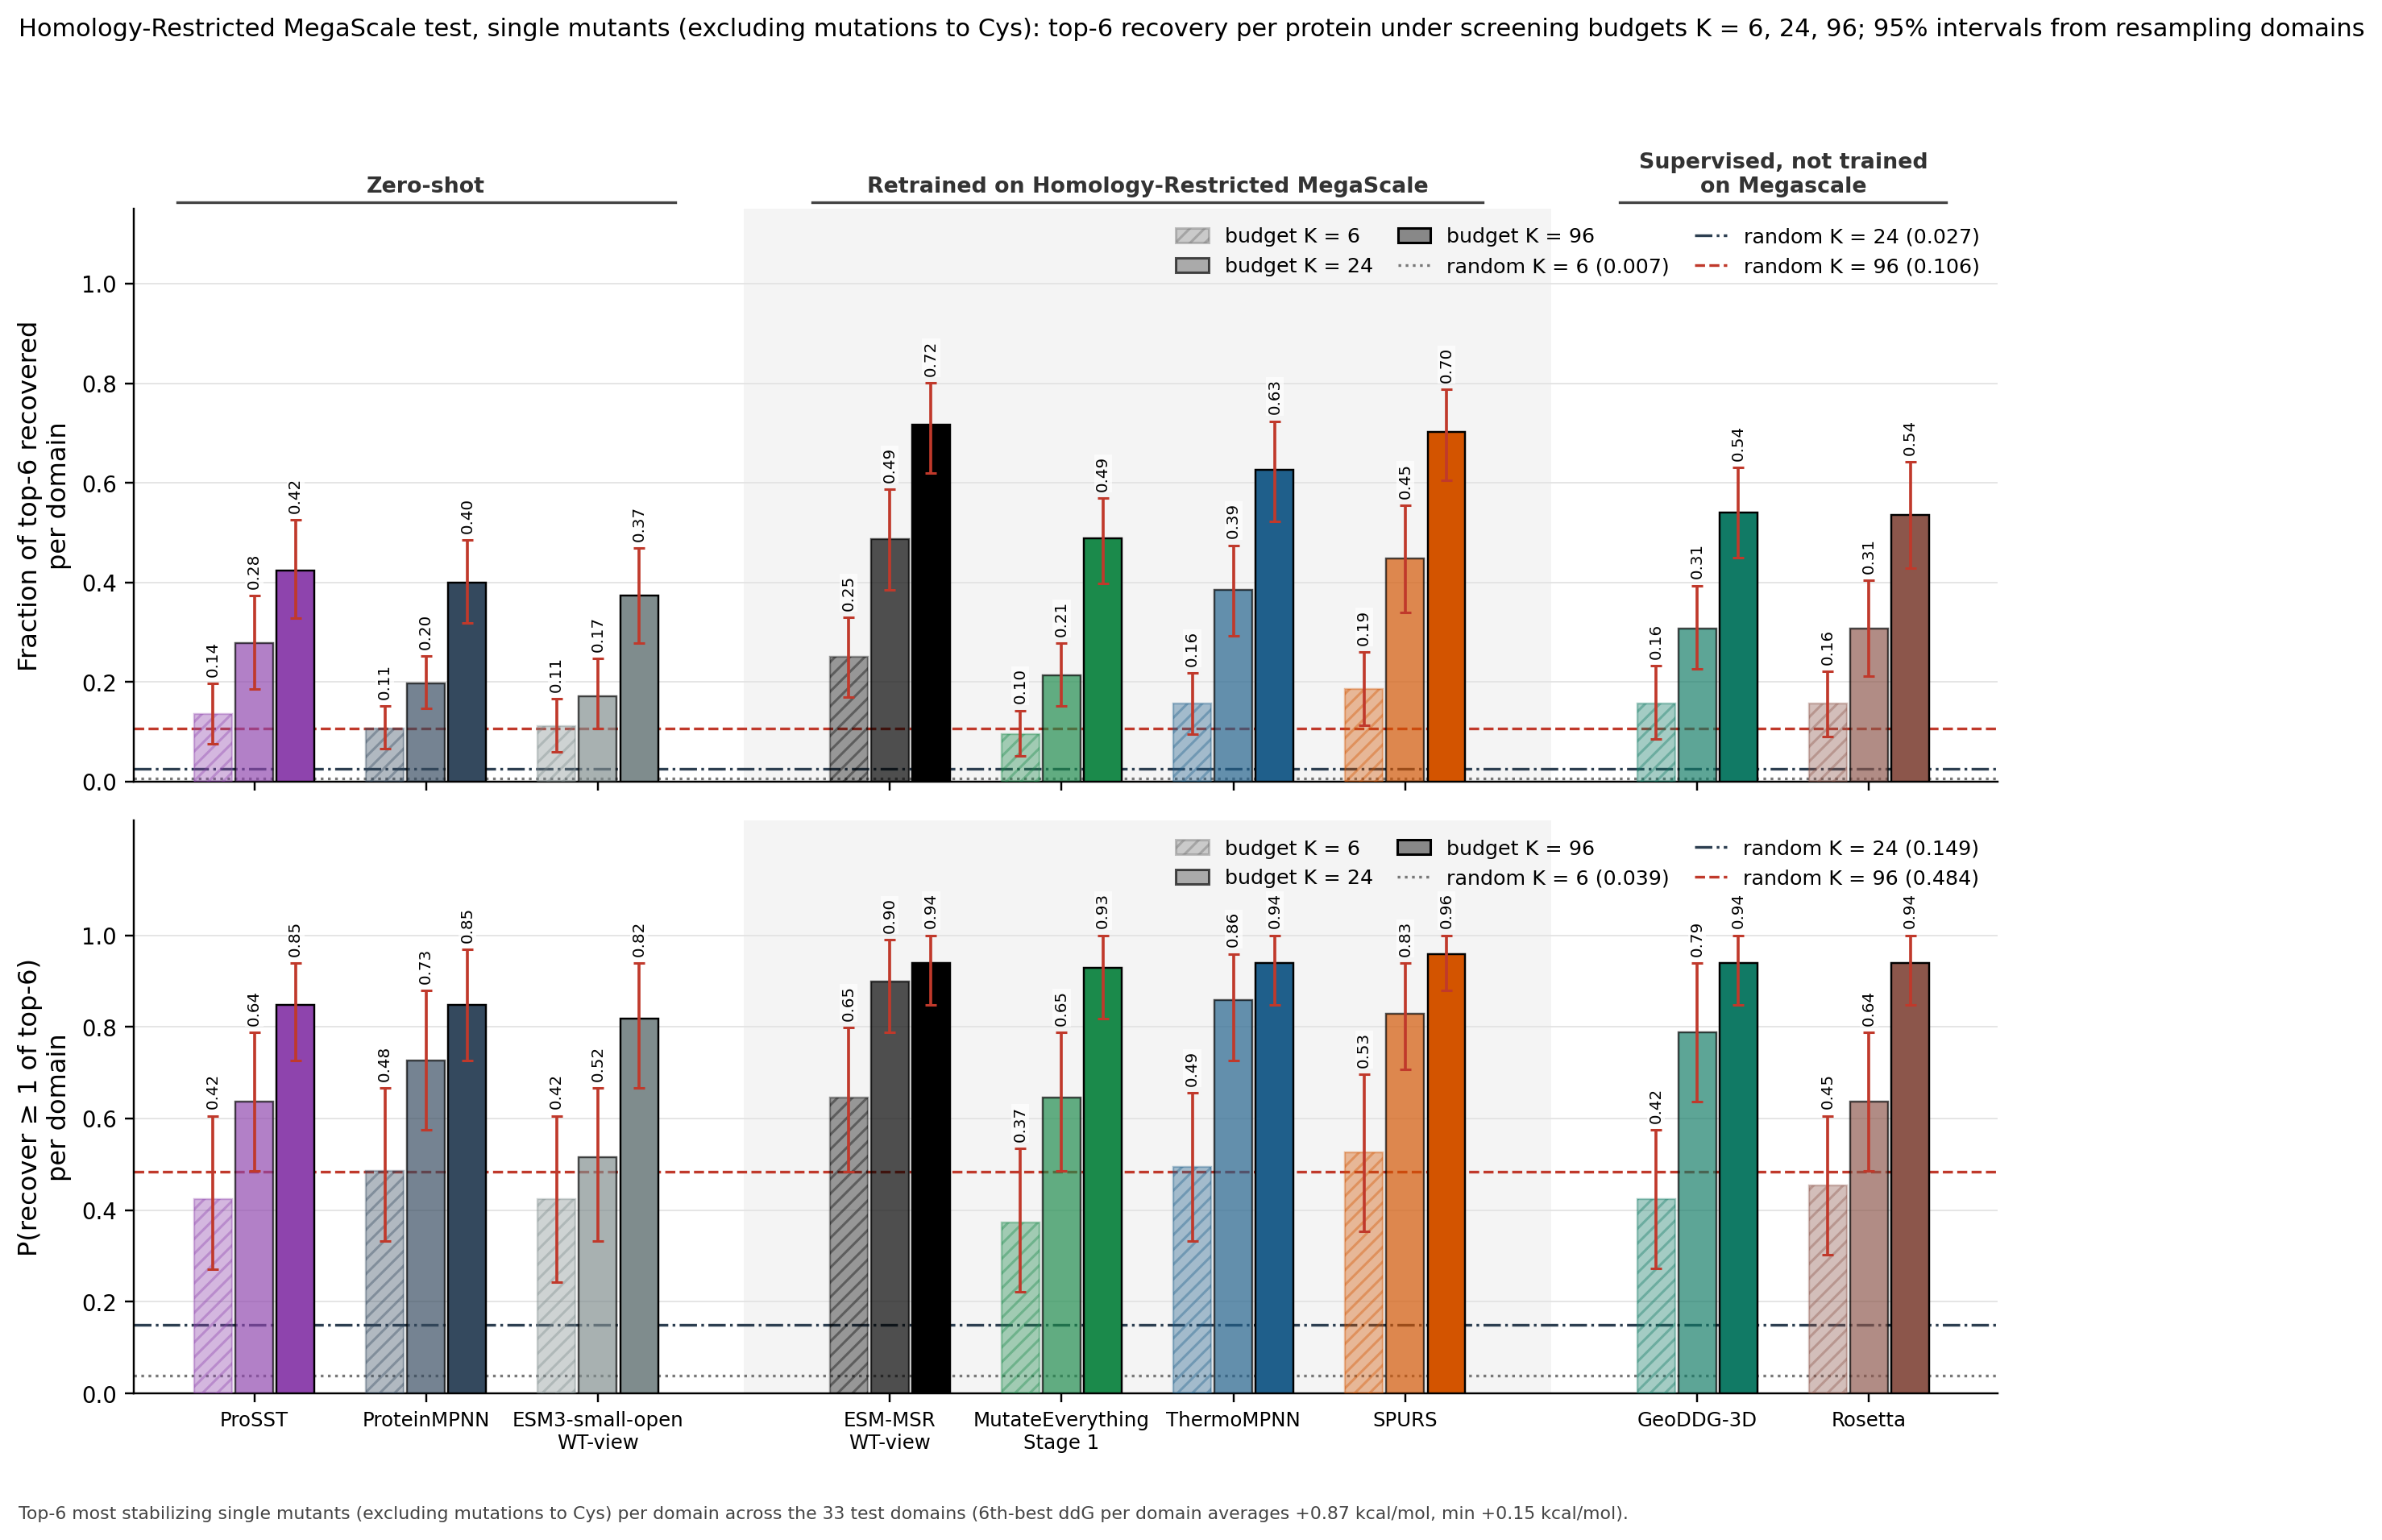 Homology-Restricted MegaScale test, single mutants (excluding mutations to Cys): top-6 recovery per protein under screening budgets K = 6, 24, 96; 95% intervals from resampling domains
Zero-shot
Retrained on Homology-Restricted MegaScale
Supervised, not trained
on Megascale
budget K = 6
budget K = 24
budget K = 96
random K = 6 (0.007)
random K = 24 (0.027)
random K = 96 (0.106)
Fraction of top-6 recovered
per domain
1.0
0.8
0.6
0.4
0.2
0.0
0.14
0.28
0.42
0.11
0.20
0.40
0.11
0.17
0.37
0.25
0.49
0.72
0.10
0.21
0.49
0.16
0.39
0.63
0.19
0.45
0.70
0.16
0.31
0.54
0.16
0.31
0.54
budget K = 6
budget K = 24
budget K = 96
random K = 6 (0.039)
random K = 24 (0.149)
random K = 96 (0.484)
P(recover ≥ 1 of top-6)
per domain
1.0
0.8
0.6
0.4
0.2
0.0
0.42
0.64
0.85
0.48
0.73
0.85
0.42
0.52
0.82
0.65
0.90
0.94
0.37
0.65
0.93
0.49
0.86
0.94
0.53
0.83
0.96
0.42
0.79
0.94
0.45
0.64
0.94
ProSST
ProteinMPNN
ESM3-small-open
WT-view
ESM-MSR
WT-view
MutateEverything
Stage 1
ThermoMPNN
SPURS
GeoDDG-3D
Rosetta
Top-6 most stabilizing single mutants (excluding mutations to Cys) per domain across the 33 test domains (6th-best ddG per domain averages +0.87 kcal/mol, min +0.15 kcal/mol).